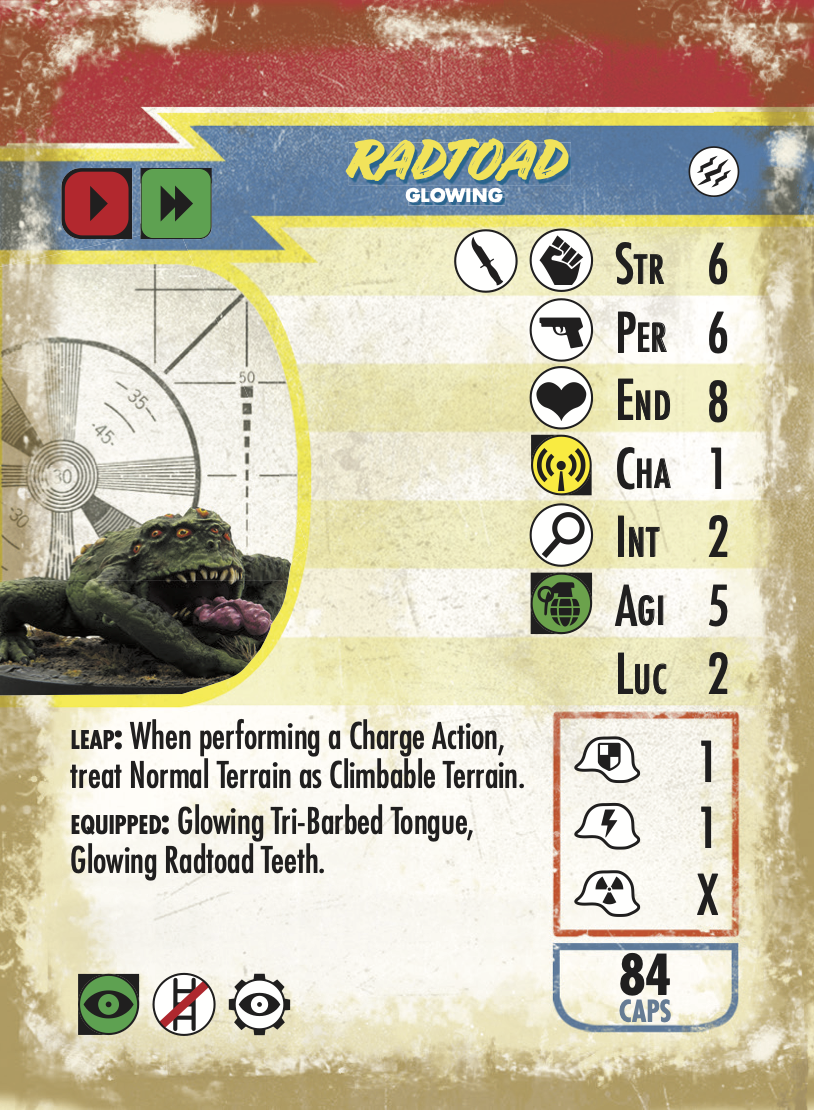 RADTOAD
GLOWING
STR 6
PER 6
END 8
CHA 1
INT 2
AGI 5
LUC 2
50
-35-
-45-
30
-30
LEAP: When performing a Charge Action,
treat Normal Terrain as Climbable Terrain.
EQUIPPED: Glowing Tri-Barbed Tongue,
Glowing Radtoad Teeth.
1
1
X
84
CAPS